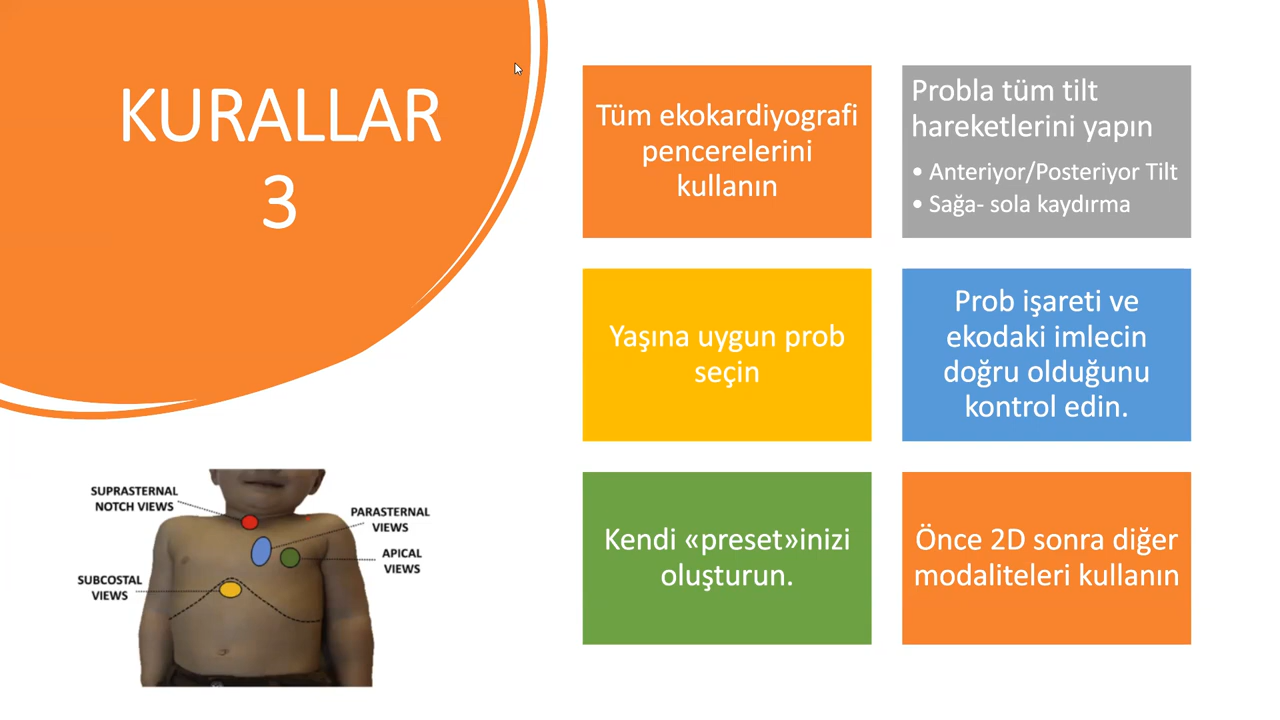 KURALLAR
3
Tüm ekokardiyografi
pencerelerini
kullanın
Probla tüm tilt
hareketlerini yapın
• Anteriyor/Posteriyor Tilt
• Sağa- sola kaydırma
Yaşına uygun prob
seçin
Prob işareti ve
ekodaki imlecin
doğru olduğunu
kontrol edin.
Kendi «preset»inizi
oluşturun.
Önce 2D sonra diğer
modaliteleri kullanın
SUPRASTERNAL
NOTCH VIEWS
PARASTERNAL
VIEWS
APICAL
VIEWS
SUBCOSTAL
VIEWS